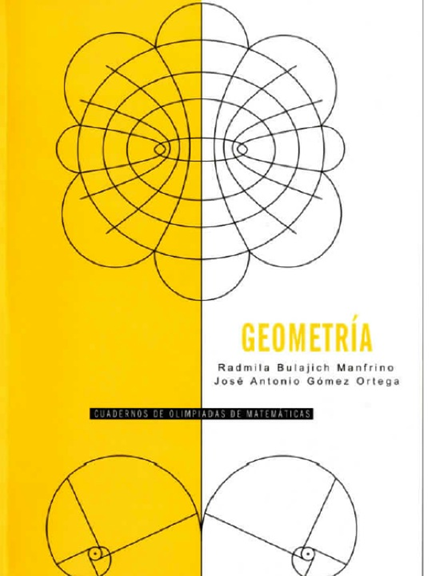 GEOMETRÍA
Radmila Bulajich Manfrino
José Antonio Gómez Ortega
CUADERNOS DE OLIMPIADAS DE MATEMÁTICAS